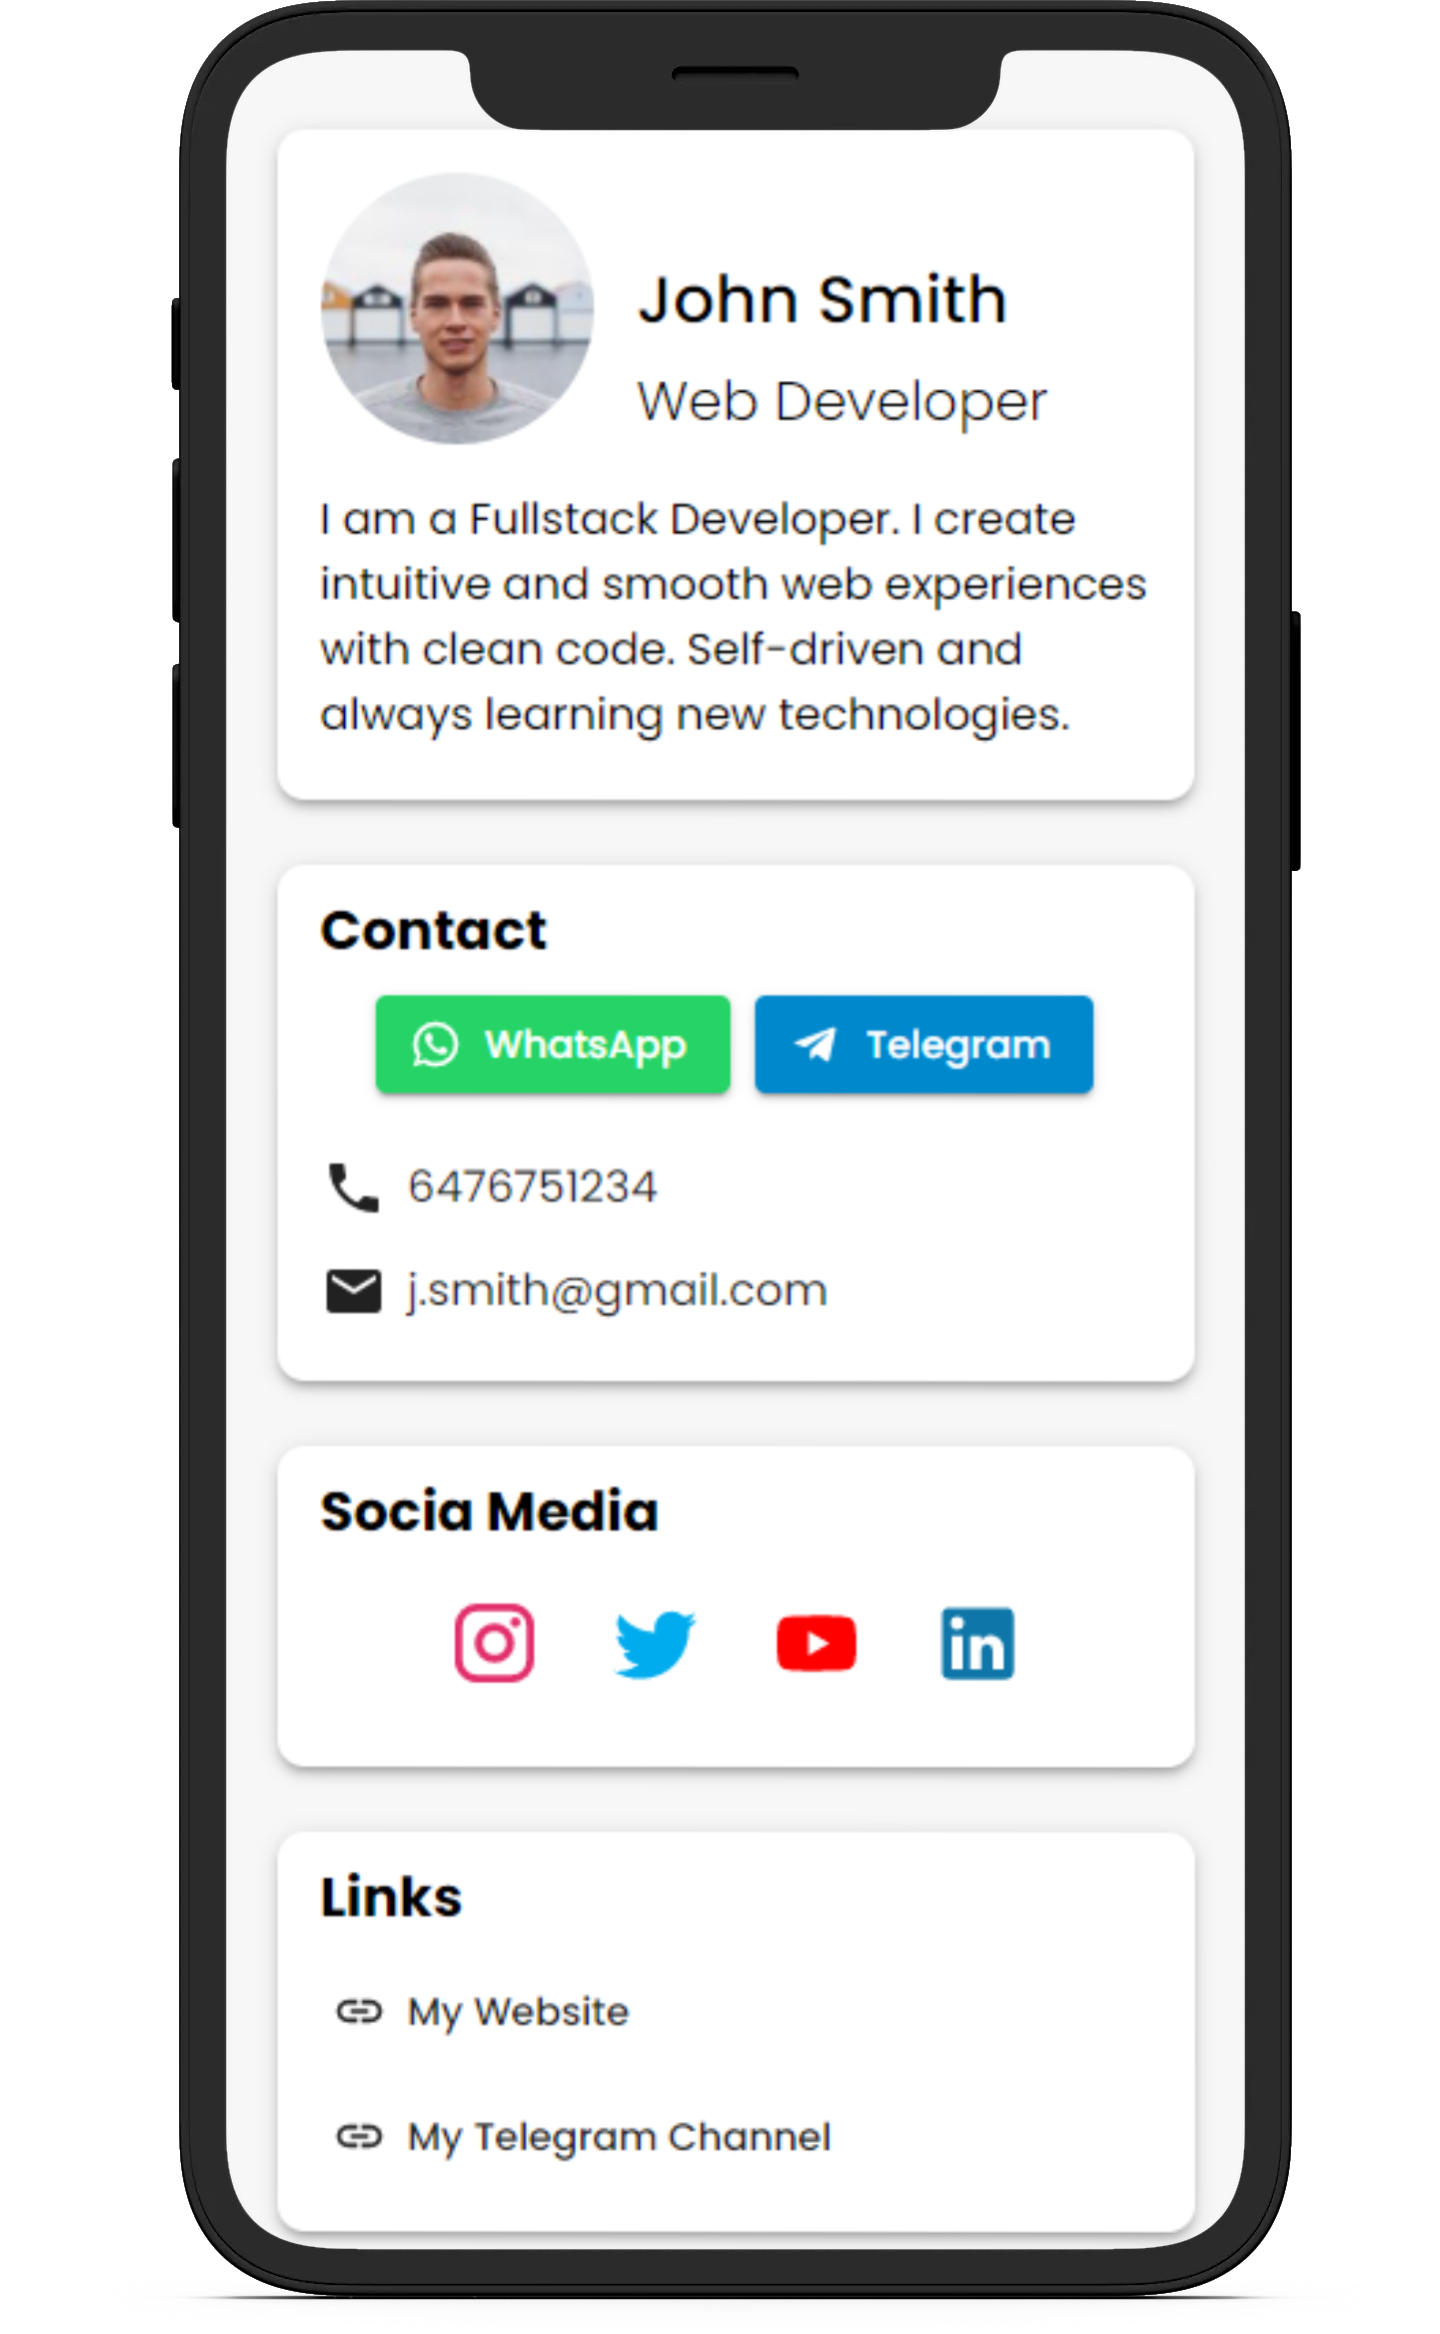 John Smith
Web Developer
I am a Fullstack Developer. I create
intuitive and smooth web experiences
with clean code. Self-driven and
always learning new technologies.
Contact
WhatsApp
Telegram
6476751234
j.smith@gmail.com
Socia Media
in
Links
My Website
My Telegram Channel